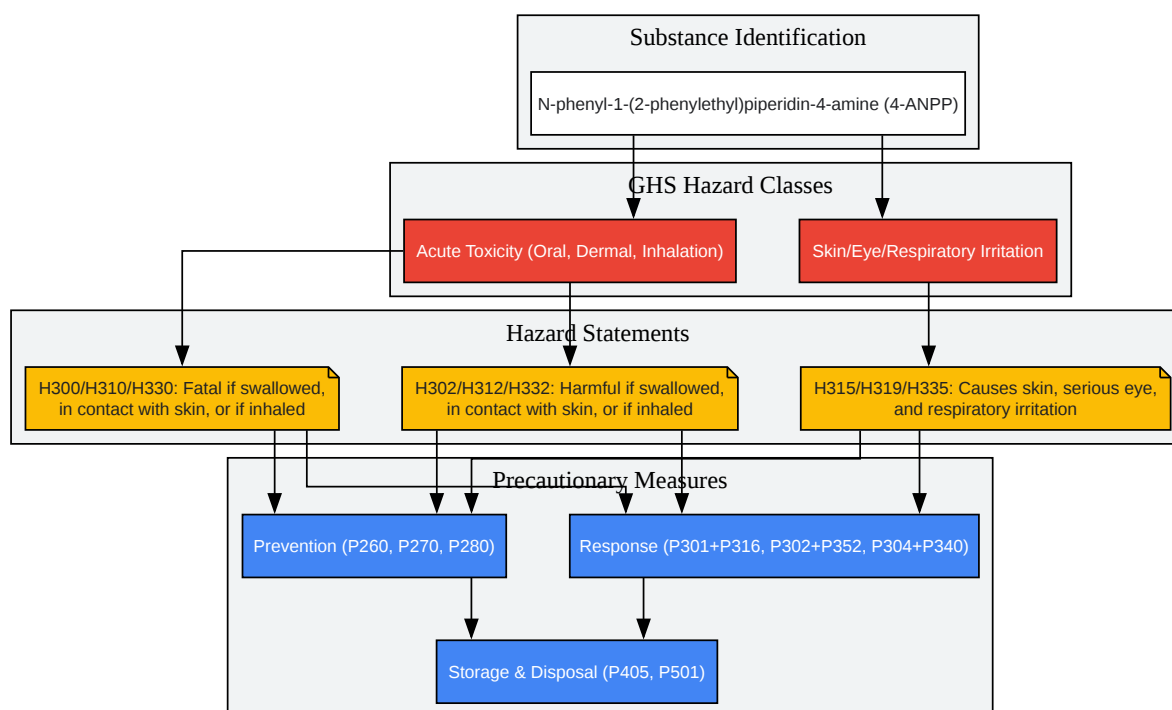 Substance Identification
N-phenyl-1-(2-phenylethyl)piperidin-4-amine (4-ANPP)
GHS Hazard Classes
Acute Toxicity (Oral, Dermal, Inhalation)
Skin/Eye/Respiratory Irritation
Hazard Statements
H300/H310/H330: Fatal if swallowed,
in contact with skin, or if inhaled
H302/H312/H332: Harmful if swallowed,
in contact with skin, or if inhaled
H315/H319/H335: Causes skin, serious eye,
and respiratory irritation
Precautionary Measures
Prevention (P260, P270, P280)
Response (P301+P316, P302+P352, P304+P340)
Storage & Disposal (P405, P501)